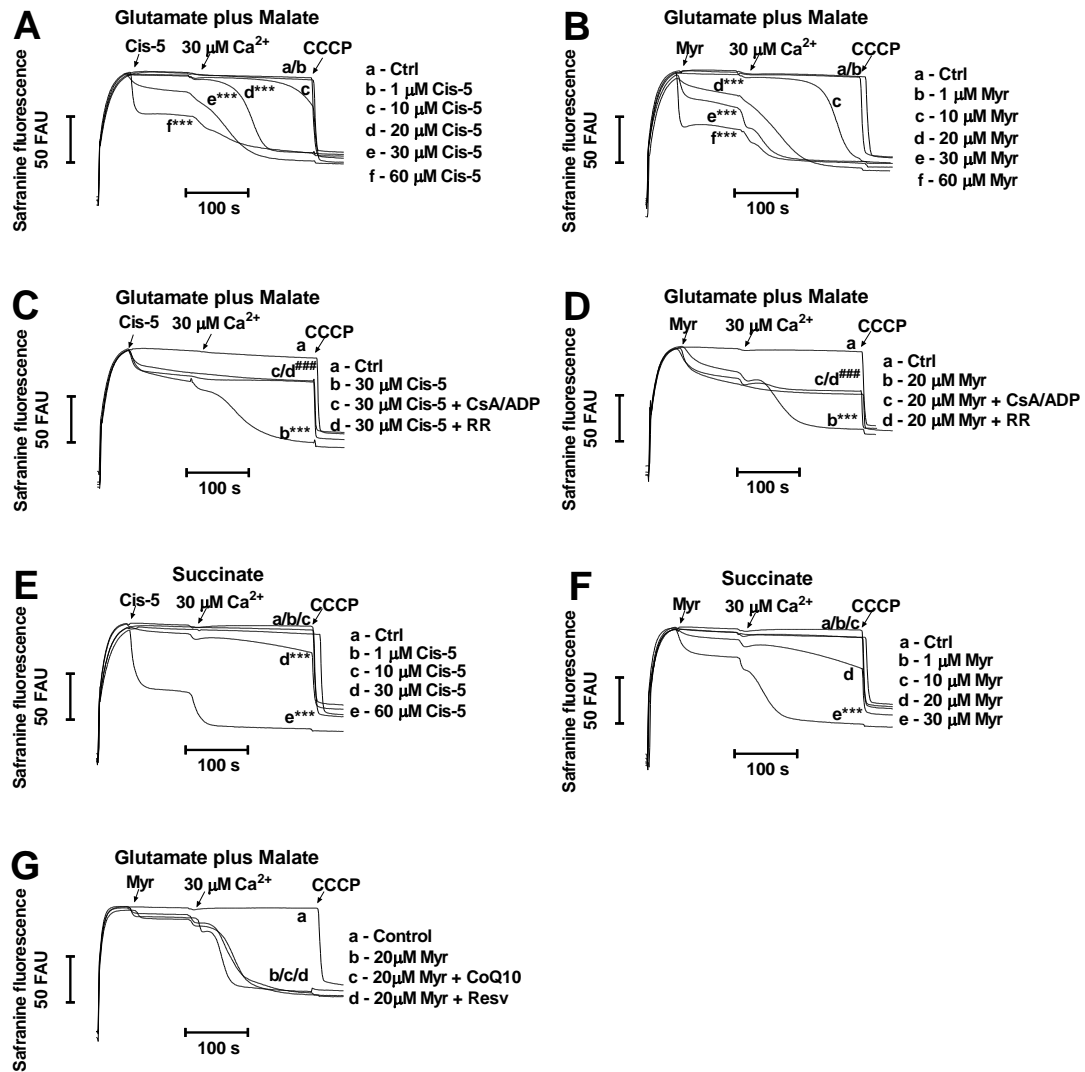 A
Glutamate plus Malate
Safranine fluorescence
50 FAU
Cis-5
30 μM Ca2+
CCCP
a/b
c
d***
e***
f***
100 s
a - Ctrl
b - 1 μM Cis-5
c - 10 μM Cis-5
d - 20 μM Cis-5
e - 30 μM Cis-5
f - 60 μM Cis-5
B
Glutamate plus Malate
Safranine fluorescence
50 FAU
Myr
30 μM Ca2+
CCCP
a/b
d***
c
e***
f***
100 s
a - Ctrl
b - 1 μM Myr
c - 10 μM Myr
d - 20 μM Myr
e - 30 μM Myr
f - 60 μM Myr
C
Glutamate plus Malate
Safranine fluorescence
50 FAU
Cis-5
30 μM Ca2+
CCCP
a
c/d###
b***
100 s
a - Ctrl
b - 30 μM Cis-5
c - 30 μM Cis-5 + CsA/ADP
d - 30 μM Cis-5 + RR
D
Glutamate plus Malate
Safranine fluorescence
50 FAU
Myr
30 μM Ca2+
CCCP
a
c/d###
b***
100 s
a - Ctrl
b - 20 μM Myr
c - 20 μM Myr + CsA/ADP
d - 20 μM Myr + RR
E
Succinate
Safranine fluorescence
50 FAU
Cis-5
30 μM Ca2+
CCCP
a/b/c
d***
e***
100 s
a - Ctrl
b - 1 μM Cis-5
c - 10 μM Cis-5
d - 30 μM Cis-5
e - 60 μM Cis-5
F
Succinate
Safranine fluorescence
50 FAU
Myr
30 μM Ca2+
CCCP
a/b/c
d
e***
100 s
a - Ctrl
b - 1 μM Myr
c - 10 μM Myr
d - 20 μM Myr
e - 30 μM Myr
G
Glutamate plus Malate
Safranine fluorescence
50 FAU
Myr
30 μM Ca2+
CCCP
a
b/c/d
100 s
a - Control
b - 20μM Myr
c - 20μM Myr + CoQ10
d - 20μM Myr + Resv